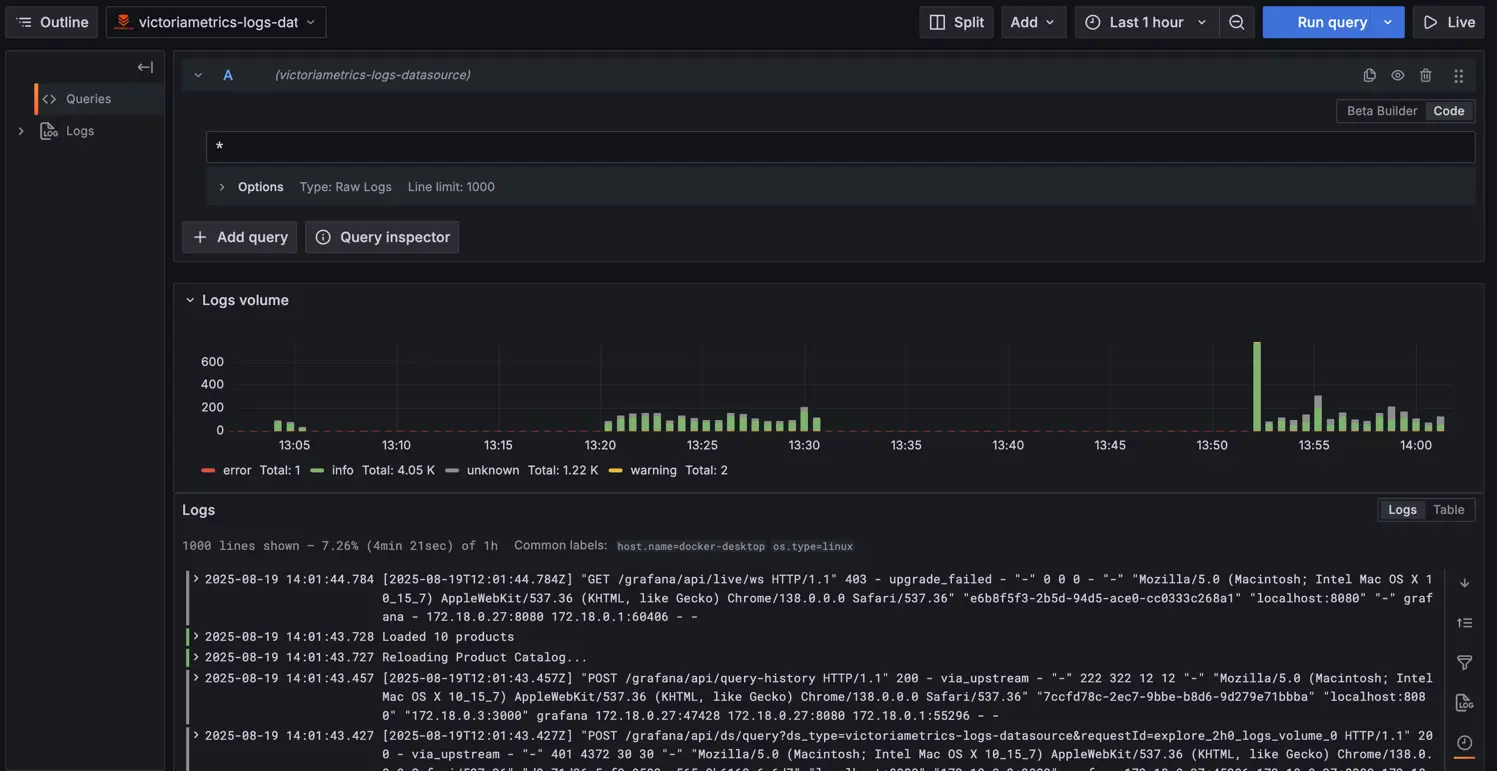 Outline victoriametrics-logs-dat Split Add Last 1 hour Run query Live
A (victoriametrics-logs-datasource)
Queries
Logs
Beta Builder Code
*
Options Type: Raw Logs Line limit: 1000
Add query Query inspector
Logs volume
600
400
200
0
13:05 13:10 13:15 13:20 13:25 13:30 13:35 13:40 13:45 13:50 13:55 14:00
error Total: 1 info Total: 4.05 K unknown Total: 1.22 K warning Total: 2
Logs Logs Table
1000 lines shown — 7.26% (4min 21sec) of 1h Common labels: host.name=docker-desktop os.type=linux
2025-08-19 14:01:44.784 [2025-08-19T12:01:44.784Z] "GET /grafana/api/live/ws HTTP/1.1" 403 - upgrade_failed - "-" 0 0 0 - "-" "Mozilla/5.0 (Macintosh; Intel Mac OS X 1
0_15_7) AppleWebKit/537.36 (KHTML, like Gecko) Chrome/138.0.0.0 Safari/537.36" "e6b8f5f3-2b5d-94d5-ace0-cc0333c268a1" "localhost:8080" "-" graf
ana - 172.18.0.27:8080 172.18.0.1:60406 - -
2025-08-19 14:01:43.728 Loaded 10 products
2025-08-19 14:01:43.727 Reloading Product Catalog...
2025-08-19 14:01:43.457 [2025-08-19T12:01:43.457Z] "POST /grafana/api/query-history HTTP/1.1" 200 - via_upstream - "-" 222 322 12 12 "-" "Mozilla/5.0 (Macintosh; Intel
Mac OS X 10_15_7) AppleWebKit/537.36 (KHTML, like Gecko) Chrome/138.0.0.0 Safari/537.36" "7ccfd78c-2ec7-9bbe-b8d6-9d279e71bbba" "localhost:808
0" "172.18.0.3:3000" grafana 172.18.0.27:47428 172.18.0.27:8080 172.18.0.1:55296 - -
2025-08-19 14:01:43.427 [2025-08-19T12:01:43.427Z] "POST /grafana/api/ds/query?ds_type=victoriametrics-logs-datasource&requestId=explore_2h0_logs_volume_0 HTTP/1.1" 20
0 - via_upstream - "-" 401 4372 30 30 "-" "Mozilla/5.0 (Macintosh; Intel Mac OS X 10_15_7) AppleWebKit/537.36 (KHTML, like Gecko) Chrome/138.0.